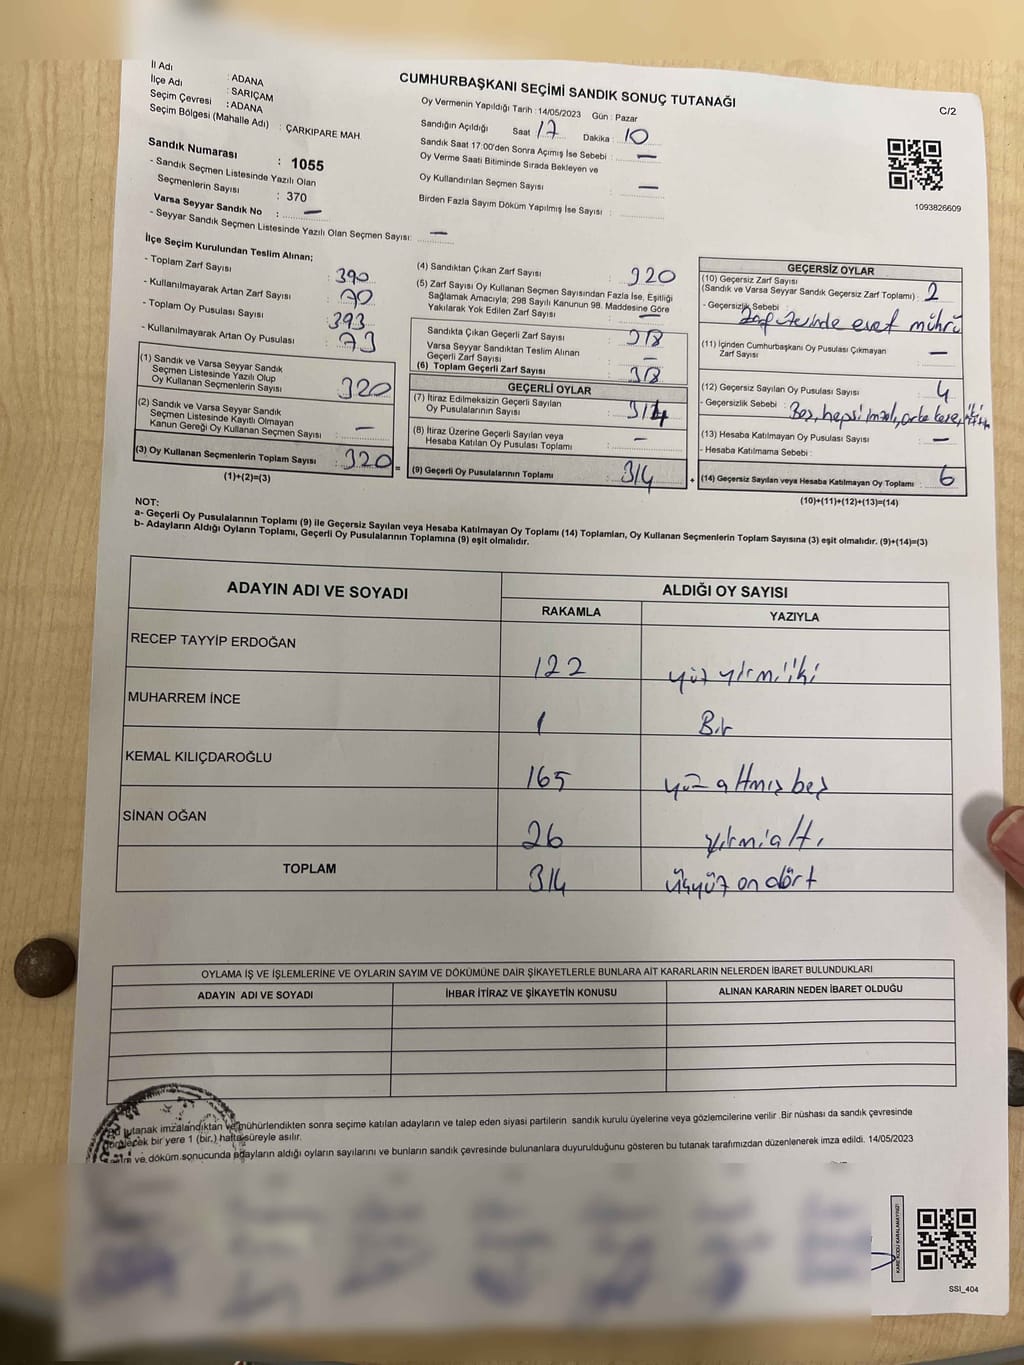 CUMHURBAŞKANI SEÇİMİ SANDIK SONUÇ TUTANAĞI
C/2
İl Adı : ADANA
İlçe Adı : SARIÇAM
Seçim Çevresi : ADANA
Seçim Bölgesi (Mahalle Adı) : ÇARKIPARE MAH.
Oy Vermenin Yapıldığı Tarih : 14/05/2023 Gün : Pazar
Sandığın Açıldığı Saat 17 Dakika : 10
Sandık Saat 17:00'den Sonra Açımış İse Sebebi : —
Oy Verme Saati Bitiminde Sırada Bekleyen ve
Oy Kullandırılan Seçmen Sayısı : —
Birden Fazla Sayım Döküm Yapılmış İse Sayısı :
1093826609
Sandık Numarası : 1055
- Sandık Seçmen Listesinde Yazılı Olan
Seçmenlerin Sayısı : 370
Varsa Seyyar Sandık No : —
- Seyyar Sandık Seçmen Listesinde Yazılı Olan Seçmen Sayısı: —
İlçe Seçim Kurulundan Teslim Alınan;
- Toplam Zarf Sayısı : 390
- Kullanılmayarak Artan Zarf Sayısı : 70
- Toplam Oy Pusulası Sayısı : 393
- Kullanılmayarak Artan Oy Pusulası : 73
(1) Sandık ve Varsa Seyyar Sandık
Seçmen Listesinde Yazılı Olup
Oy Kullanan Seçmenlerin Sayısı : 320
(2) Sandık ve Varsa Seyyar Sandık
Seçmen Listesinde Kayıtlı Olmayan
Kanun Gereği Oy Kullanan Seçmen Sayısı : —
(3) Oy Kullanan Seçmenlerin Toplam Sayısı : 320 =
(1)+(2)=(3)
(4) Sandıktan Çıkan Zarf Sayısı : 320
(5) Zarf Sayısı Oy Kullanan Seçmen Sayısından Fazla İse, Eşitliği
Sağlamak Amacıyla; 298 Sayılı Kanunun 98. Maddesine Göre
Yakılarak Yok Edilen Zarf Sayısı : —
Sandıkta Çıkan Geçerli Zarf Sayısı : 318
Varsa Seyyar Sandıktan Teslim Alınan
Geçerli Zarf Sayısı : —
(6) Toplam Geçerli Zarf Sayısı : 318
GEÇERLİ OYLAR
(7) İtiraz Edilmeksizin Geçerli Sayılan
Oy Pusulalarının Sayısı : 314
(8) İtiraz Üzerine Geçerli Sayılan veya
Hesaba Katılan Oy Pusulası Toplamı : —
(9) Geçerli Oy Pusulalarının Toplamı : 314 +
GEÇERSİZ OYLAR
(10) Geçersiz Zarf Sayısı
(Sandık ve Varsa Seyyar Sandık Geçersiz Zarf Toplamı) : 2
- Geçersizlik Sebebi : Zarf üzerinde evet mührü
(11) İçinden Cumhurbaşkanı Oy Pusulası Çıkmayan
Zarf Sayısı : —
(12) Geçersiz Sayılan Oy Pusulası Sayısı : 4
- Geçersizlik Sebebi : Boş, hepsi
(13) Hesaba Katılmayan Oy Pusulası Sayısı : —
- Hesaba Katılmama Sebebi :
(14) Geçersiz Sayılan veya Hesaba Katılmayan Oy Toplamı : 6
(10)+(11)+(12)+(13)=(14)
NOT:
a- Geçerli Oy Pusulalarının Toplamı (9) ile Geçersiz Sayılan veya Hesaba Katılmayan Oy Toplamı (14) Toplamları, Oy Kullanan Seçmenlerin Toplam Sayısına (3) eşit olmalıdır. (9)+(14)=(3)
b- Adayların Aldığı Oyların Toplamı, Geçerli Oy Pusulalarının Toplamına (9) eşit olmalıdır.
ADAYIN ADI VE SOYADI
ALDIĞI OY SAYISI
RAKAMLA YAZIYLA
RECEP TAYYİP ERDOĞAN 122 yüz yirmi iki
MUHARREM İNCE 1 Bir
KEMAL KILIÇDAROĞLU 165 yüz altmış beş
SİNAN OĞAN 26 yirmi altı
TOPLAM 314 üçyüz on dört
OYLAMA İŞ VE İŞLEMLERİNE VE OYLARIN SAYIM VE DÖKÜMÜNE DAİR ŞİKAYETLERLE BUNLARA AİT KARARLARIN NELERDEN İBARET BULUNDUKLARI
ADAYIN ADI VE SOYADI İHBAR İTİRAZ VE ŞİKAYETİN KONUSU ALINAN KARARIN NEDEN İBARET OLDUĞU
tutanak imzalandıktan ve mühürlendikten sonra seçime katılan adayların ve talep eden siyasi partilerin sandık kurulu üyelerine veya gözlemcilerine verilir. Bir nüshası da sandık çevresinde
görülecek bir yere 1 (bir) hafta süreyle asılır.
ve döküm sonucunda adayların aldığı oyların sayılarını ve bunların sandık çevresinde bulunanlara duyurulduğunu gösteren bu tutanak tarafımızdan düzenlenerek imza edildi. 14/05/2023
KARE KODU KARALAMAYINIZ!
SSI_404